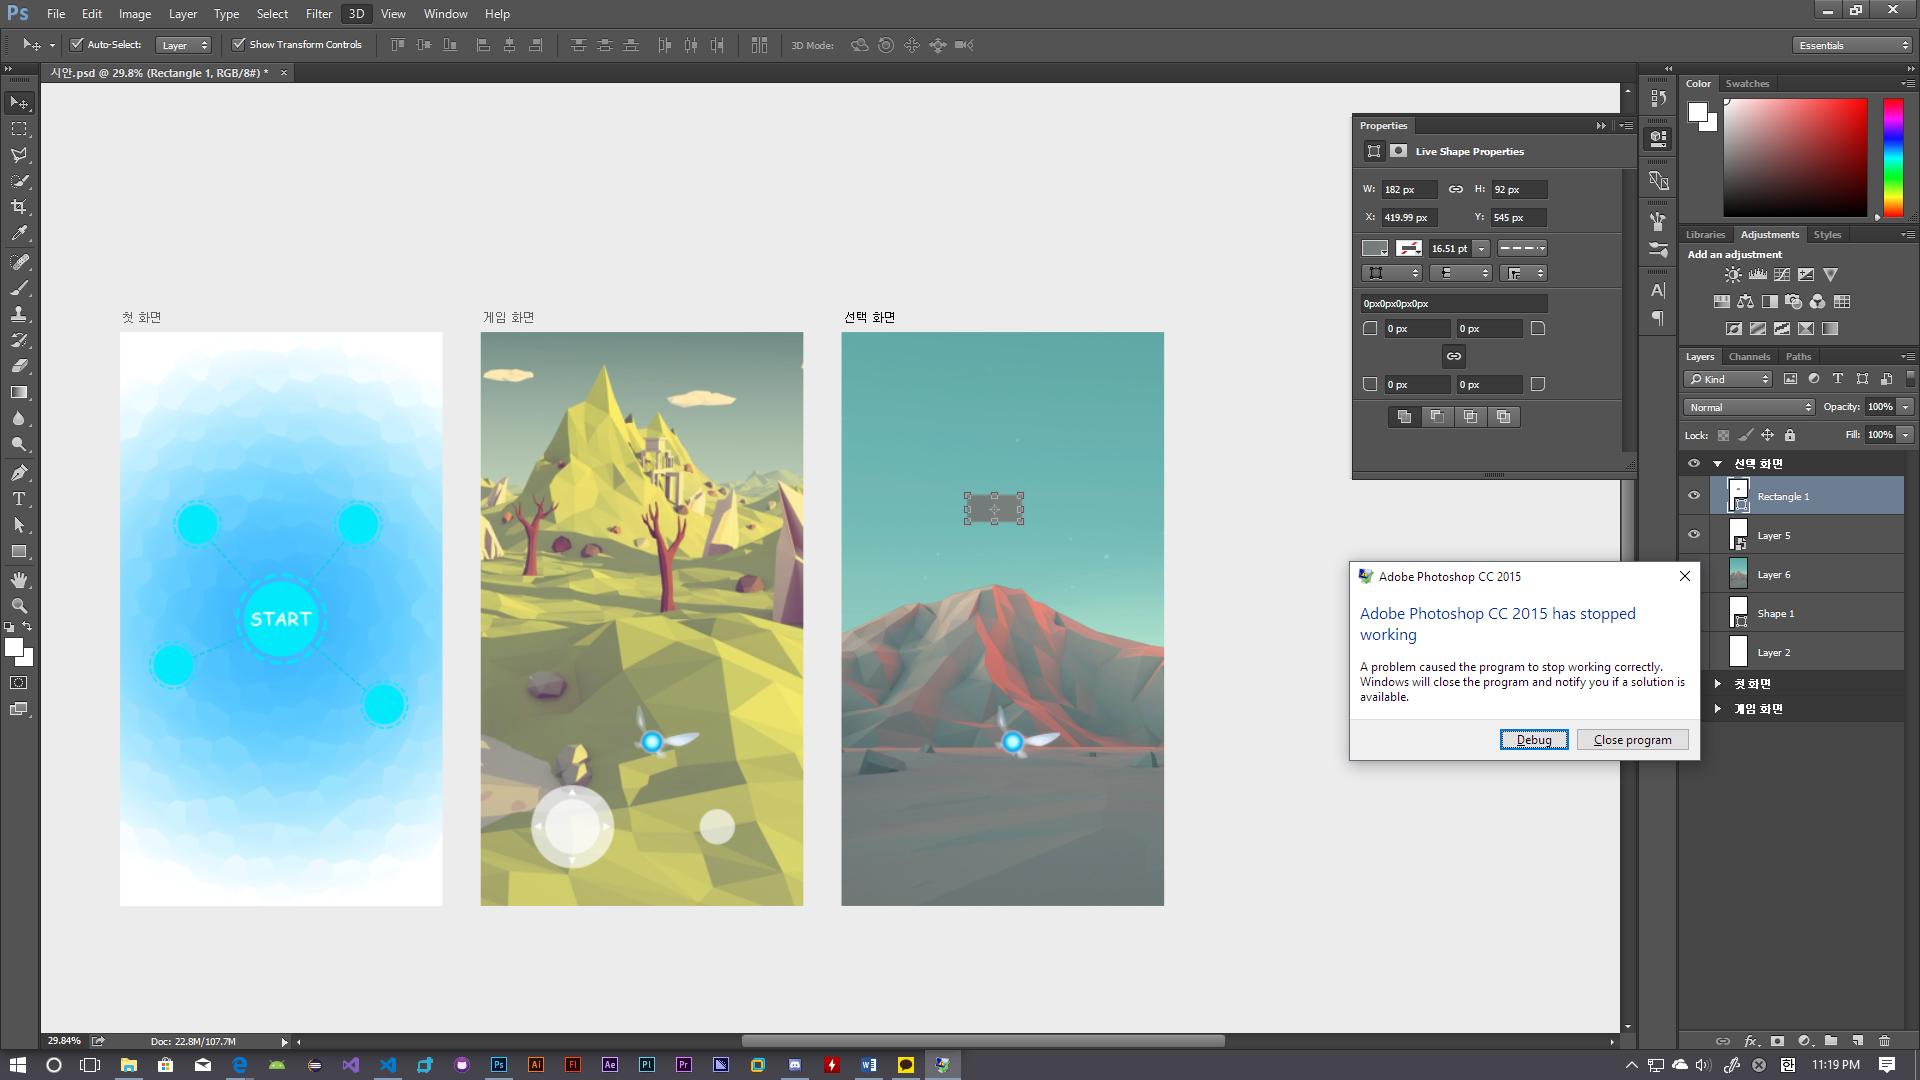 Ps File Edit Image Layer Type Select Filter 3D View Window Help
Auto-Select: Layer Show Transform Controls 3D Mode: Essentials
시안.psd @ 29.8% (Rectangle 1, RGB/8#) * ×
Color Swatches
Properties
Live Shape Properties
W: 182 px H: 92 px
X: 419.99 px Y: 545 px
16.51 pt
0px0px0px0px
0 px 0 px
0 px 0 px
Libraries Adjustments Styles
Add an adjustment
Layers Channels Paths
Kind
Normal Opacity: 100%
Lock: Fill: 100%
선택 화면
Rectangle 1
Layer 5
Layer 6
Shape 1
Layer 2
첫 화면
게임 화면
첫 화면
게임 화면
선택 화면
START
Adobe Photoshop CC 2015
Adobe Photoshop CC 2015 has stopped
working
A problem caused the program to stop working correctly.
Windows will close the program and notify you if a solution is
available.
Debug Close program
29.84% Doc: 22.8M/107.7M
Ps Ai Fl Ae Pl Pr
한 11:19 PM